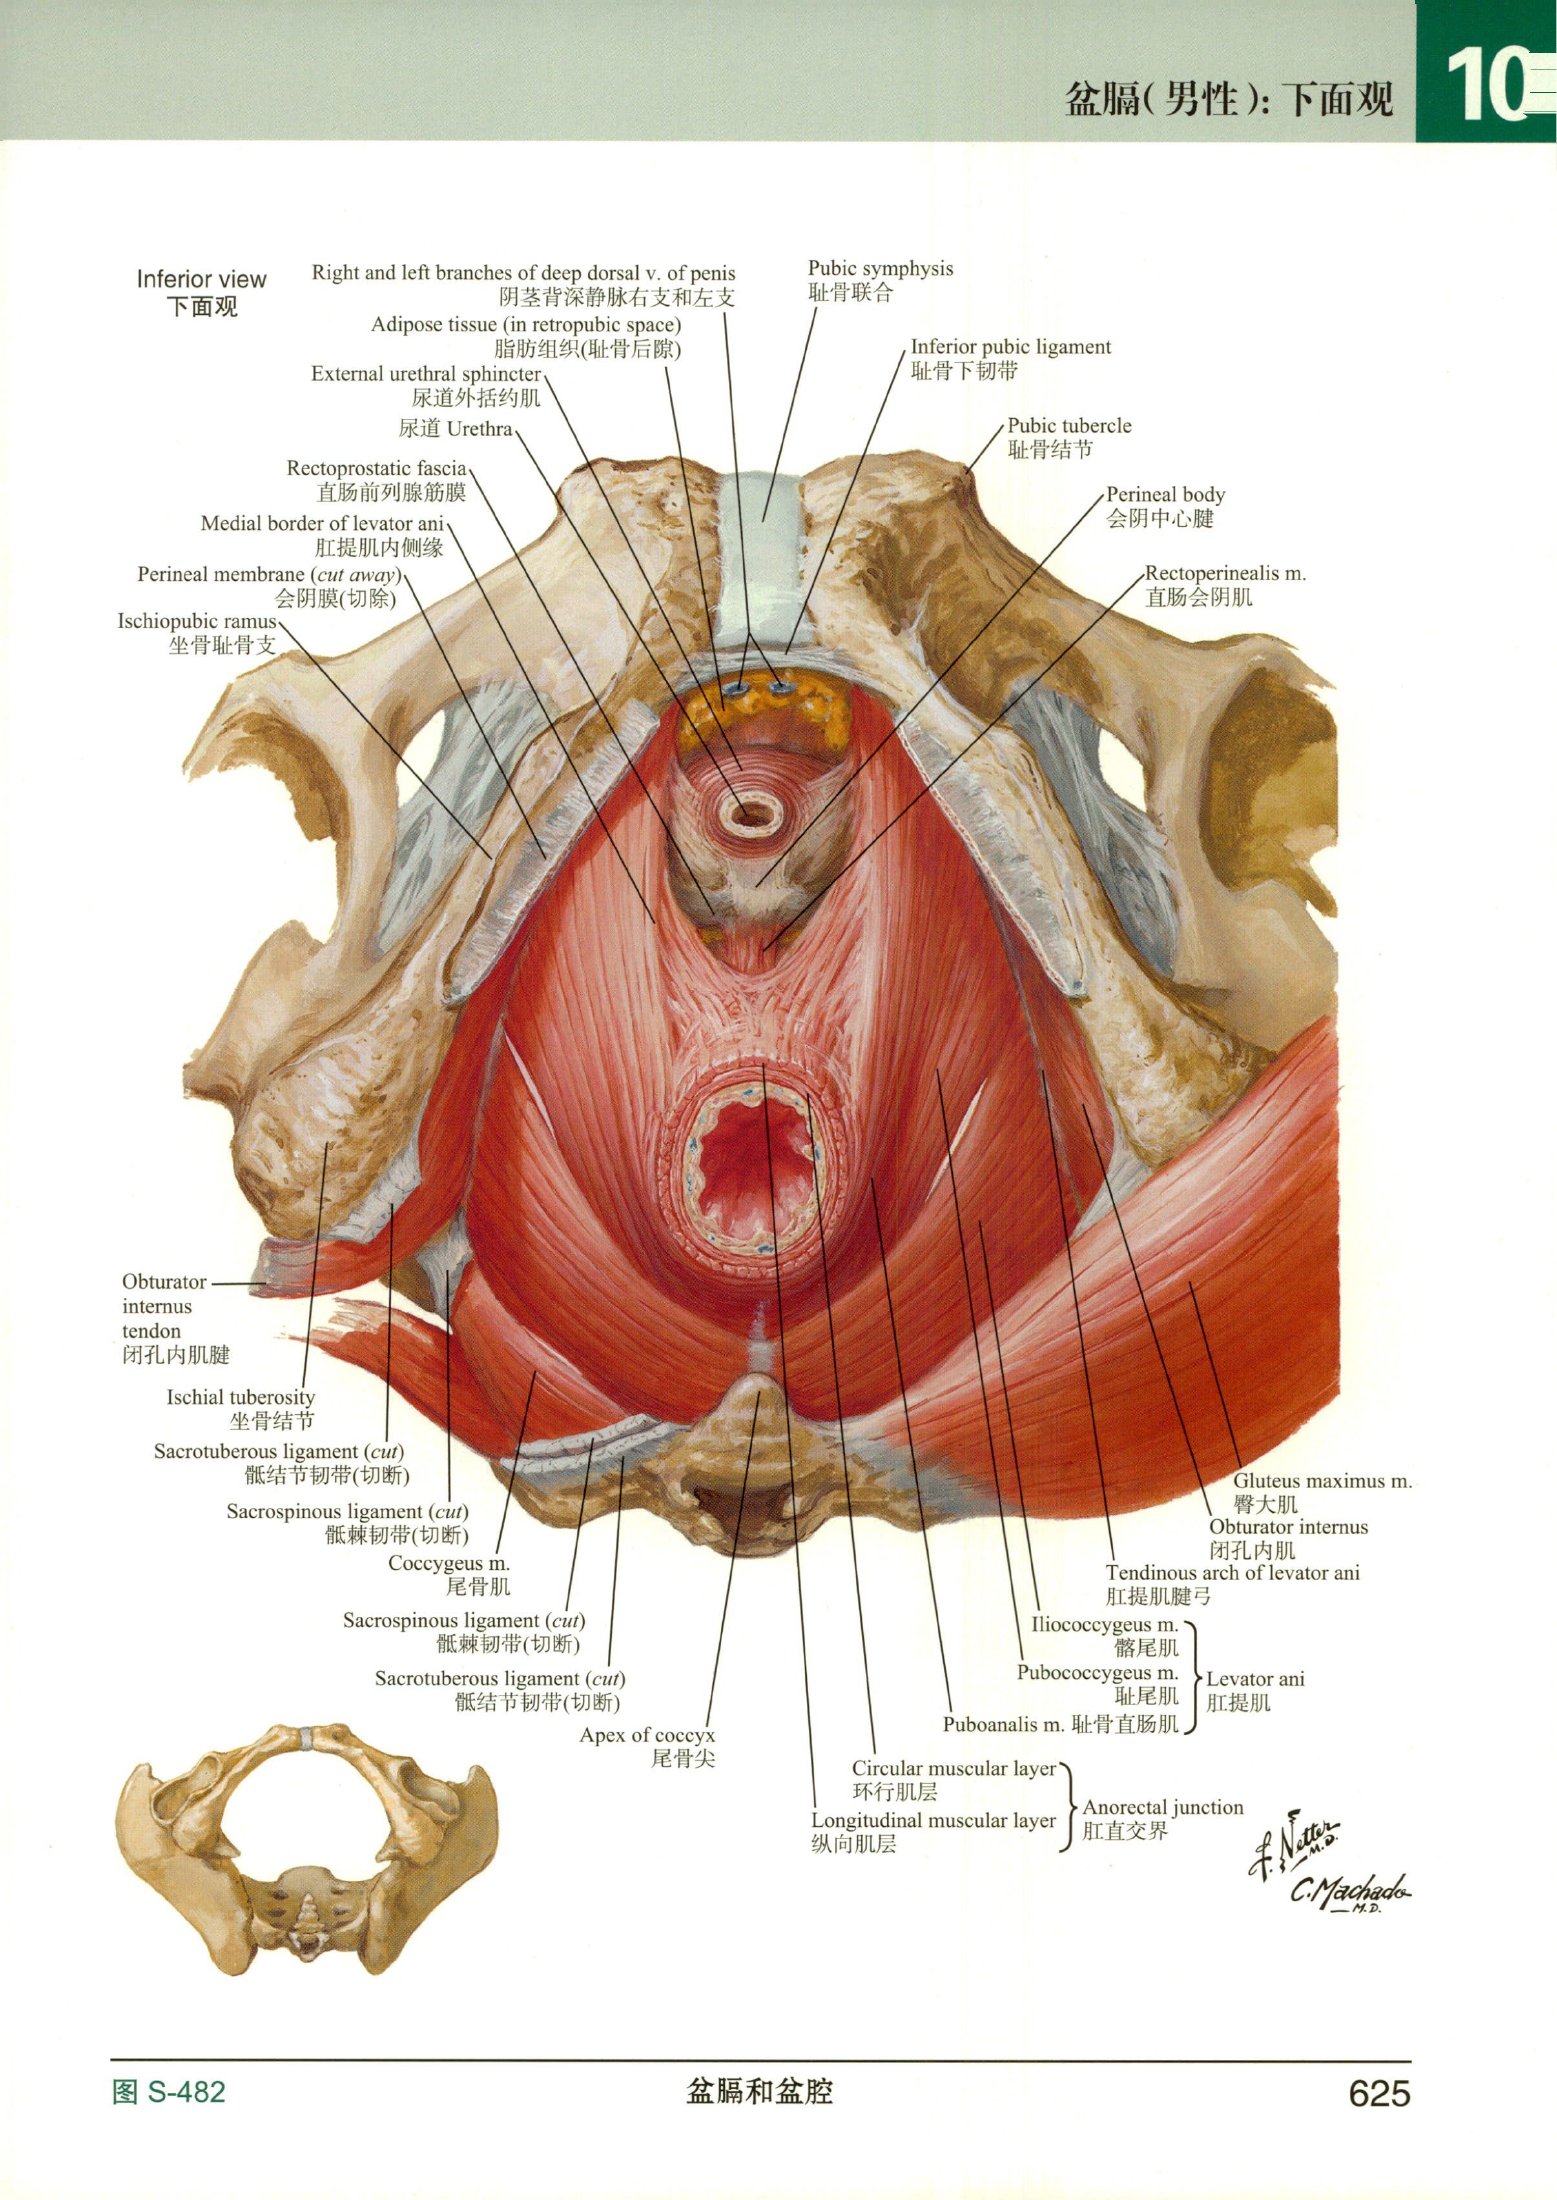 盆膈(男性):下面观
10
Inferior view
下面观
Right and left branches of deep dorsal v. of penis
阴茎背深静脉右支和左支
Adipose tissue (in retropubic space)
脂肪组织(耻骨后隙)
External urethral sphincter
尿道外括约肌
尿道 Urethra
Rectoprostatic fascia
直肠前列腺筋膜
Medial border of levator ani
肛提肌内侧缘
Perineal membrane (cut away)
会阴膜(切除)
Ischiopubic ramus
坐骨耻骨支
Pubic symphysis
耻骨联合
Inferior pubic ligament
耻骨下韧带
Pubic tubercle
耻骨结节
Perineal body
会阴中心腱
Rectoperinealis m.
直肠会阴肌
Obturator
internus
tendon
闭孔内肌腱
Ischial tuberosity
坐骨结节
Sacrotuberous ligament (cut)
骶结节韧带(切断)
Sacrospinous ligament (cut)
骶棘韧带(切断)
Coccygeus m.
尾骨肌
Sacrospinous ligament (cut)
骶棘韧带(切断)
Sacrotuberous ligament (cut)
骶结节韧带(切断)
Apex of coccyx
尾骨尖
Gluteus maximus m.
臀大肌
Obturator internus
闭孔内肌
Tendinous arch of levator ani
肛提肌腱弓
Iliococcygeus m.
髂尾肌
Pubococcygeus m.
耻尾肌
Puboanalis m. 耻骨直肠肌
Levator ani
肛提肌
Circular muscular layer
环行肌层
Longitudinal muscular layer
纵向肌层
Anorectal junction
肛直交界
F. Netter
M.D.
C. Machado
M.D.
图 S-482
盆膈和盆腔
625